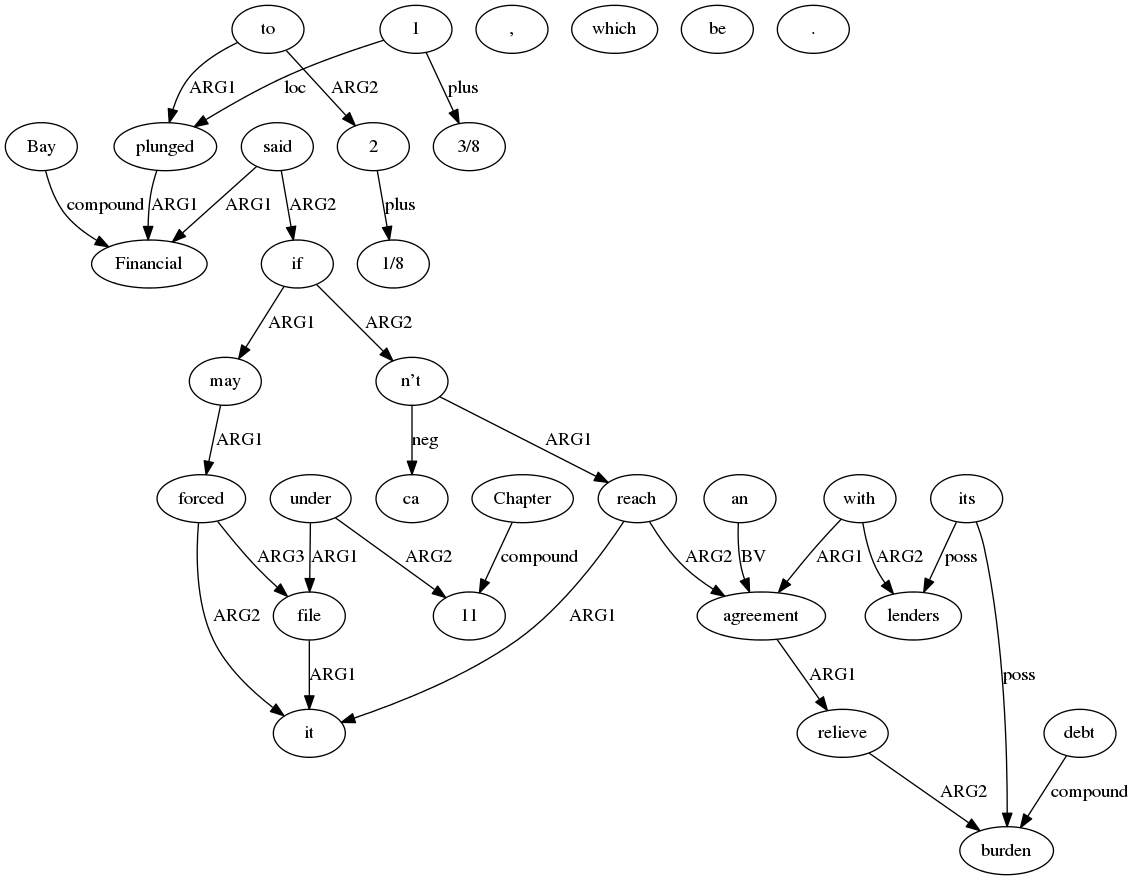 to 1 , which be .
ARG1 loc ARG2 plus
Bay plunged said 2 3/8
compound ARG1 ARG1 ARG2 plus
Financial if 1/8
ARG1 ARG2
may n't
ARG1 neg ARG1
forced under ca Chapter reach an with its
ARG3 ARG1 ARG2 compound ARG2 BV ARG1 ARG2 poss
ARG2 file 11 ARG1 agreement lenders
ARG1 ARG1 poss
it relieve debt
ARG2 compound
burden